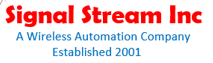 Signal Stream Inc
A Wireless Automation Company
Established 2001